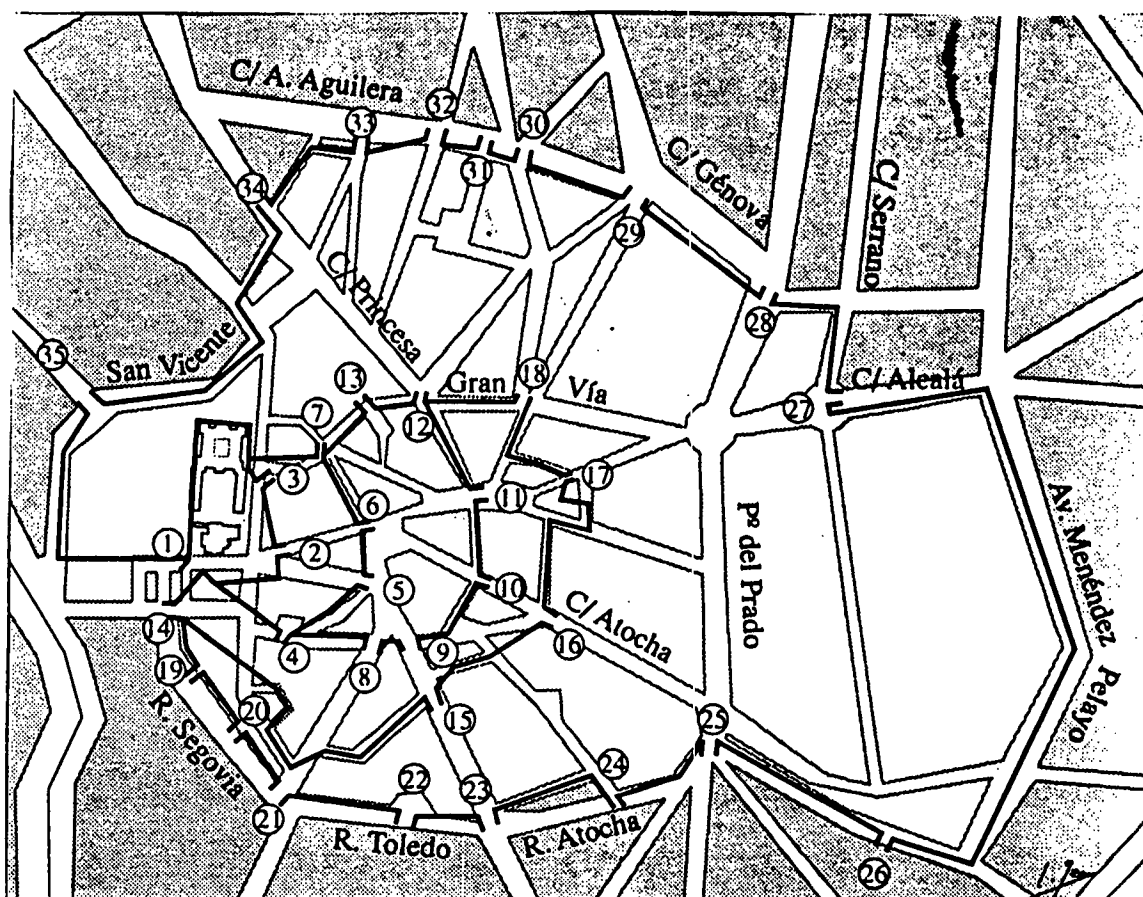 C/ A. Aguilera
32
30
33
31
C/ Génova
C/ Serrano
34
29
C/ Princesa
28
35
San Vicente
13
Gran
18
Vía
C/ Alcalá
27
7
12
3
17
6
11
1
2
Pº del Prado
Av. Menéndez Pelayo
5
10
C/ Atocha
14
4
8
9
16
19
20
15
25
R. Segovia
22
23
24
21
R. Toledo
R. Atocha
26